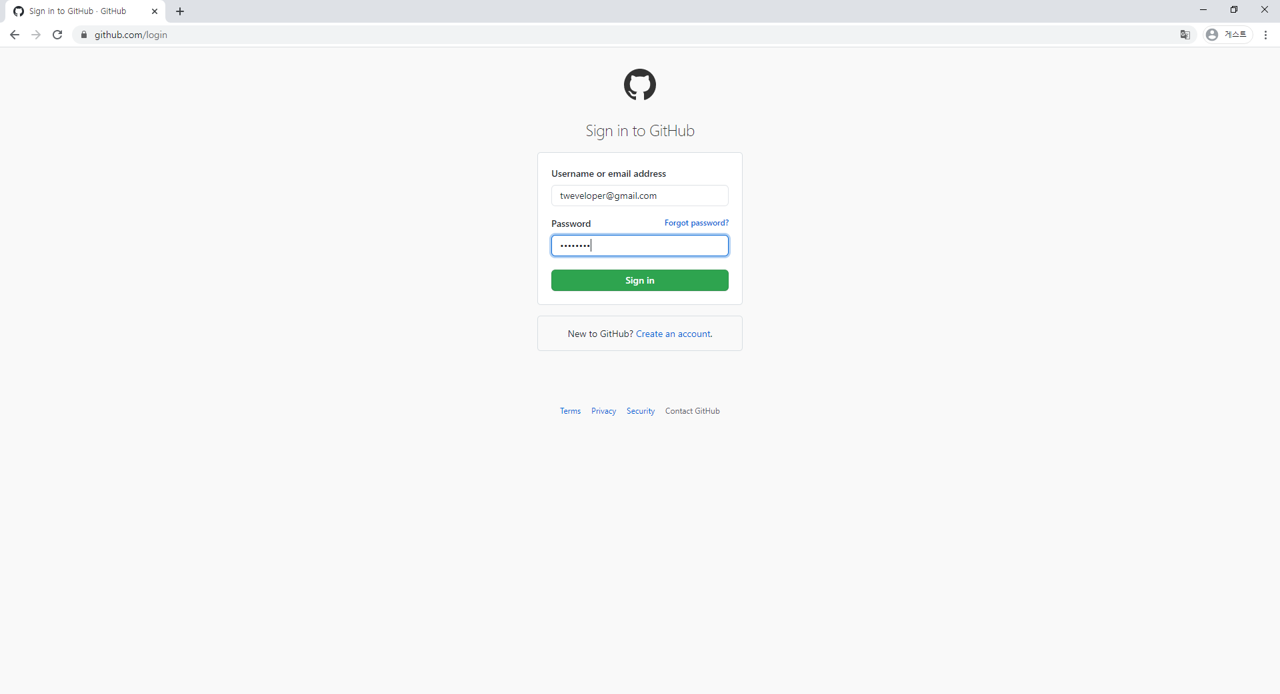 Sign in to GitHub · GitHub
github.com/login
게스트
Sign in to GitHub
Username or email address
tweveloper@gmail.com
Password Forgot password?
••••••••
Sign in
New to GitHub? Create an account.
Terms Privacy Security Contact GitHub